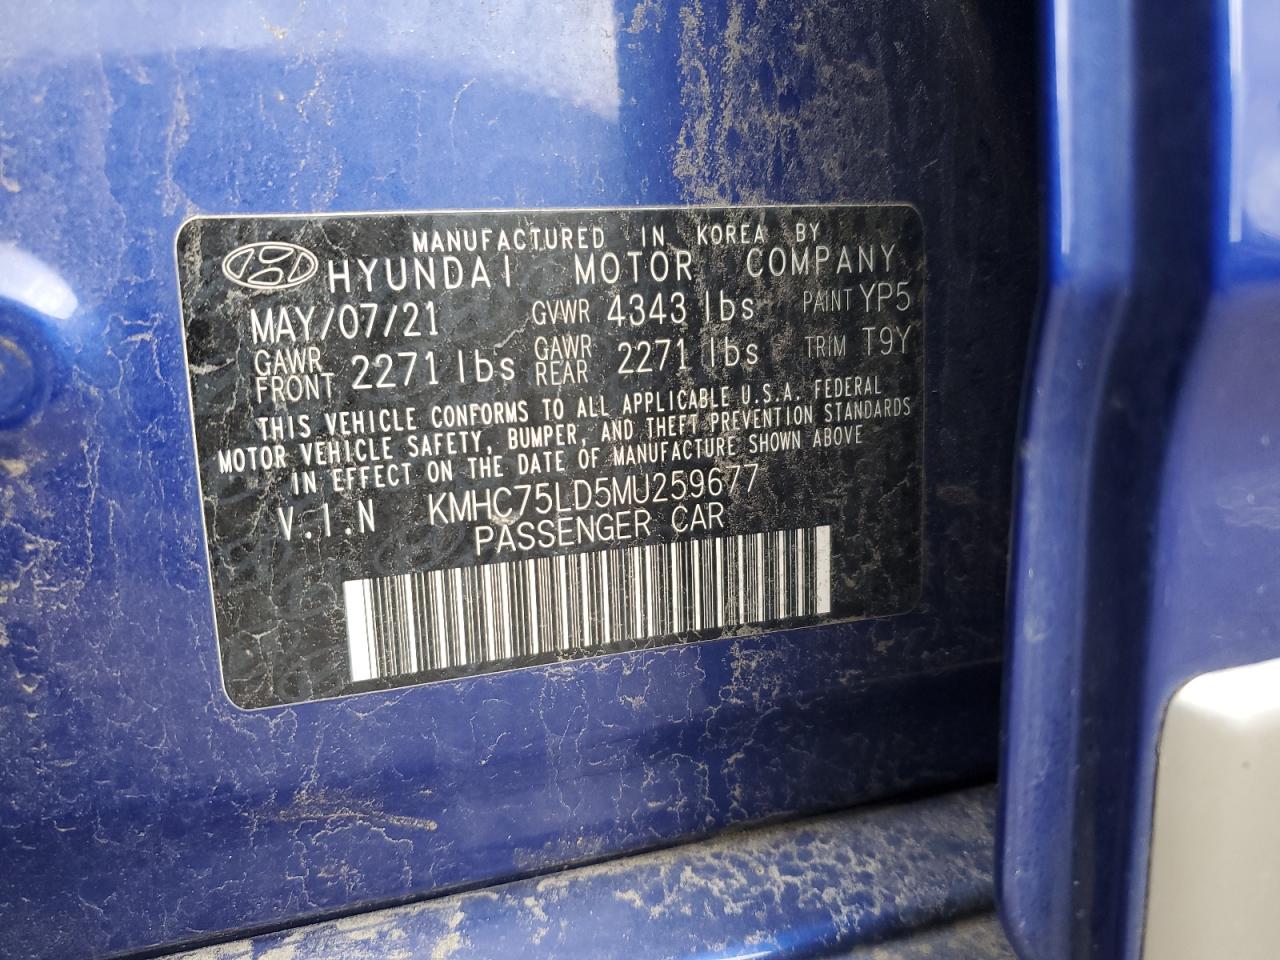 MANUFACTURED IN KOREA BY
HYUNDAI MOTOR COMPANY
MAY/07/21 GVWR 4343 lbs PAINT YP5
GAWR FRONT 2271 lbs GAWR REAR 2271 lbs TRIM T9Y
THIS VEHICLE CONFORMS TO ALL APPLICABLE U.S.A. FEDERAL
MOTOR VEHICLE SAFETY, BUMPER, AND THEFT PREVENTION STANDARDS
IN EFFECT ON THE DATE OF MANUFACTURE SHOWN ABOVE
V.I.N KMHC75LD5MU259677
PASSENGER CAR